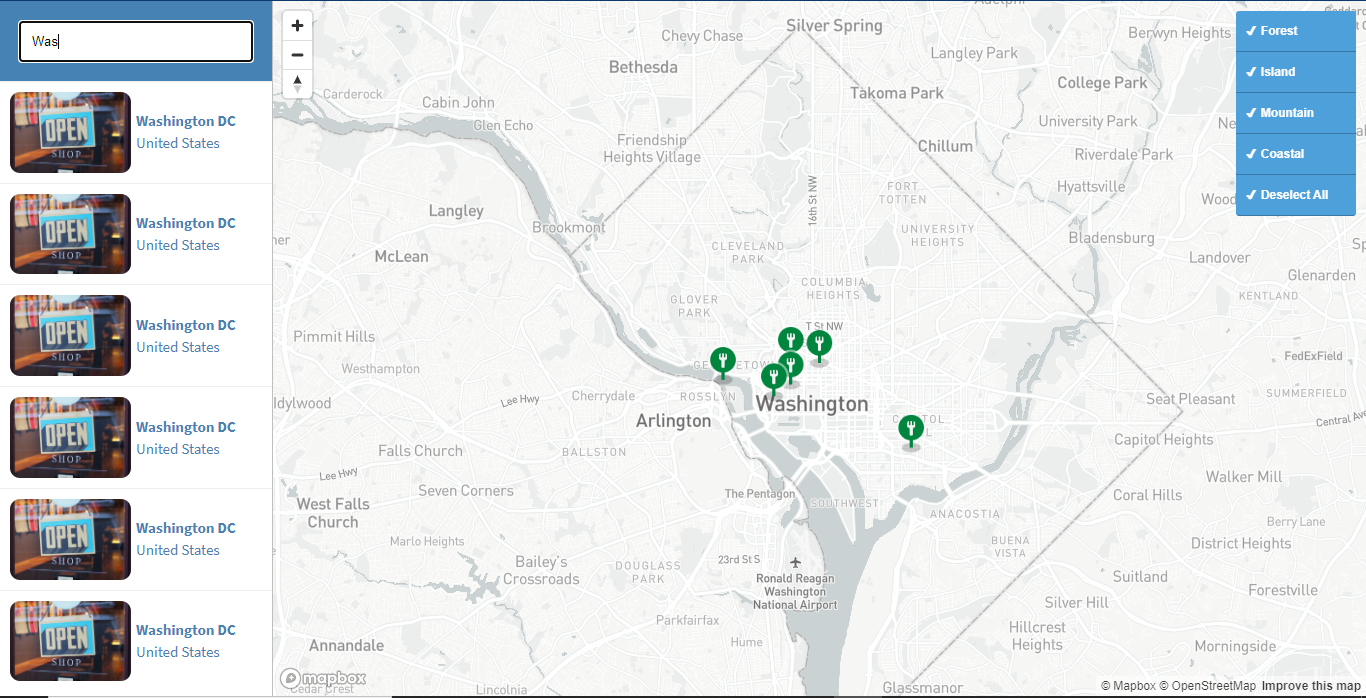 Was
OPEN
SHOP
Washington DC
United States
OPEN
SHOP
Washington DC
United States
OPEN
SHOP
Washington DC
United States
OPEN
SHOP
Washington DC
United States
OPEN
SHOP
Washington DC
United States
OPEN
SHOP
Washington DC
United States
✓ Forest
✓ Island
✓ Mountain
✓ Coastal
✓ Deselect All
Silver Spring
Chevy Chase
Berwyn Heights
Langley Park
Bethesda
College Park
Takoma Park
Carderock
Cabin John
Glen Echo
University Park
Friendship
Heights Village
Chillum
Riverdale Park
Hyattsville
FORT
TOTTEN
16th St NW
Langley
Brookmont
UNIVERSITY
HEIGHTS
Bladensburg
CLEVELAND
PARK
McLean
Landover
Glenarden
COLUMBIA
HEIGHTS
KENTLAND
GLOVER
PARK
T St NW
Pimmit Hills
FedExField
Westhampton
SUMMERFIELD
Idylwood
Lee Hwy
Cherrydale
ROSSLYN
Washington
Seat Pleasant
Arlington
Central Ave
Capitol Heights
Falls Church
BALLSTON
Lee Hwy
Walker Mill
Seven Corners
The Pentagon
SOUTHWEST
Coral Hills
West Falls
Church
ANACOSTIA
Berry Lane
Marlo Heights
BUENA
VISTA
District Heights
Bailey's
Crossroads
DOUGLASS
PARK
23rd St S
Ronald Reagan
Washington
National Airport
Suitland
Forestville
Silver Hill
Parkfairfax
Hume
Hillcrest
Heights
Annandale
Morningside
mapbox
Cedar Crest
Lincolnia
Glassmanor
© Mapbox © OpenStreetMap Improve this map